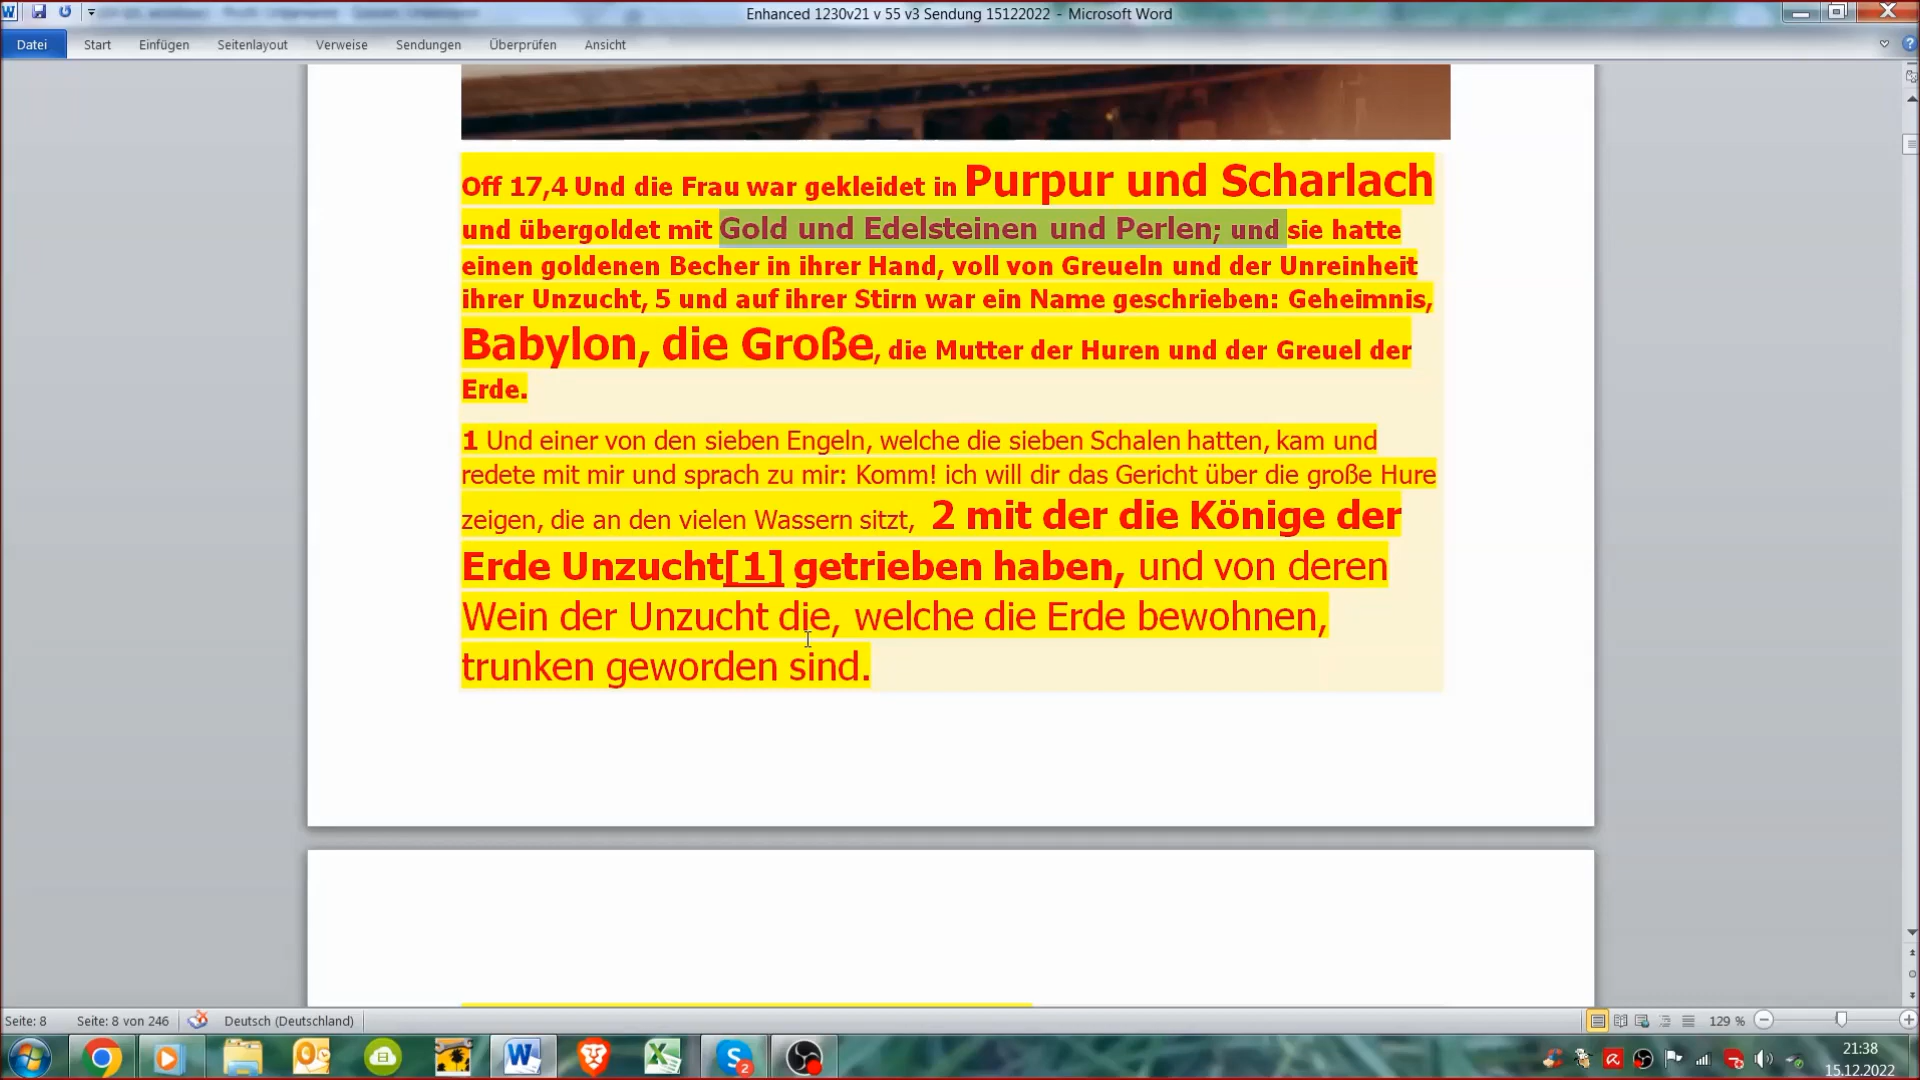 Enhanced 1230v21 v 55 v3 Sendung 15122022 - Microsoft Word
Datei Start Einfügen Seitenlayout Verweise Sendungen Überprüfen Ansicht
Off 17,4 Und die Frau war gekleidet in Purpur und Scharlach
und übergoldet mit Gold und Edelsteinen und Perlen; und sie hatte
einen goldenen Becher in ihrer Hand, voll von Greueln und der Unreinheit
ihrer Unzucht, 5 und auf ihrer Stirn war ein Name geschrieben: Geheimnis,
Babylon, die Große, die Mutter der Huren und der Greuel der
Erde.
1 Und einer von den sieben Engeln, welche die sieben Schalen hatten, kam und
redete mit mir und sprach zu mir: Komm! ich will dir das Gericht über die große Hure
zeigen, die an den vielen Wassern sitzt, 2 mit der die Könige der
Erde Unzucht[1] getrieben haben, und von deren
Wein der Unzucht die, welche die Erde bewohnen,
trunken geworden sind.
Seite: 8 Seite: 8 von 246 Deutsch (Deutschland) 129 %
21:38
15.12.2022